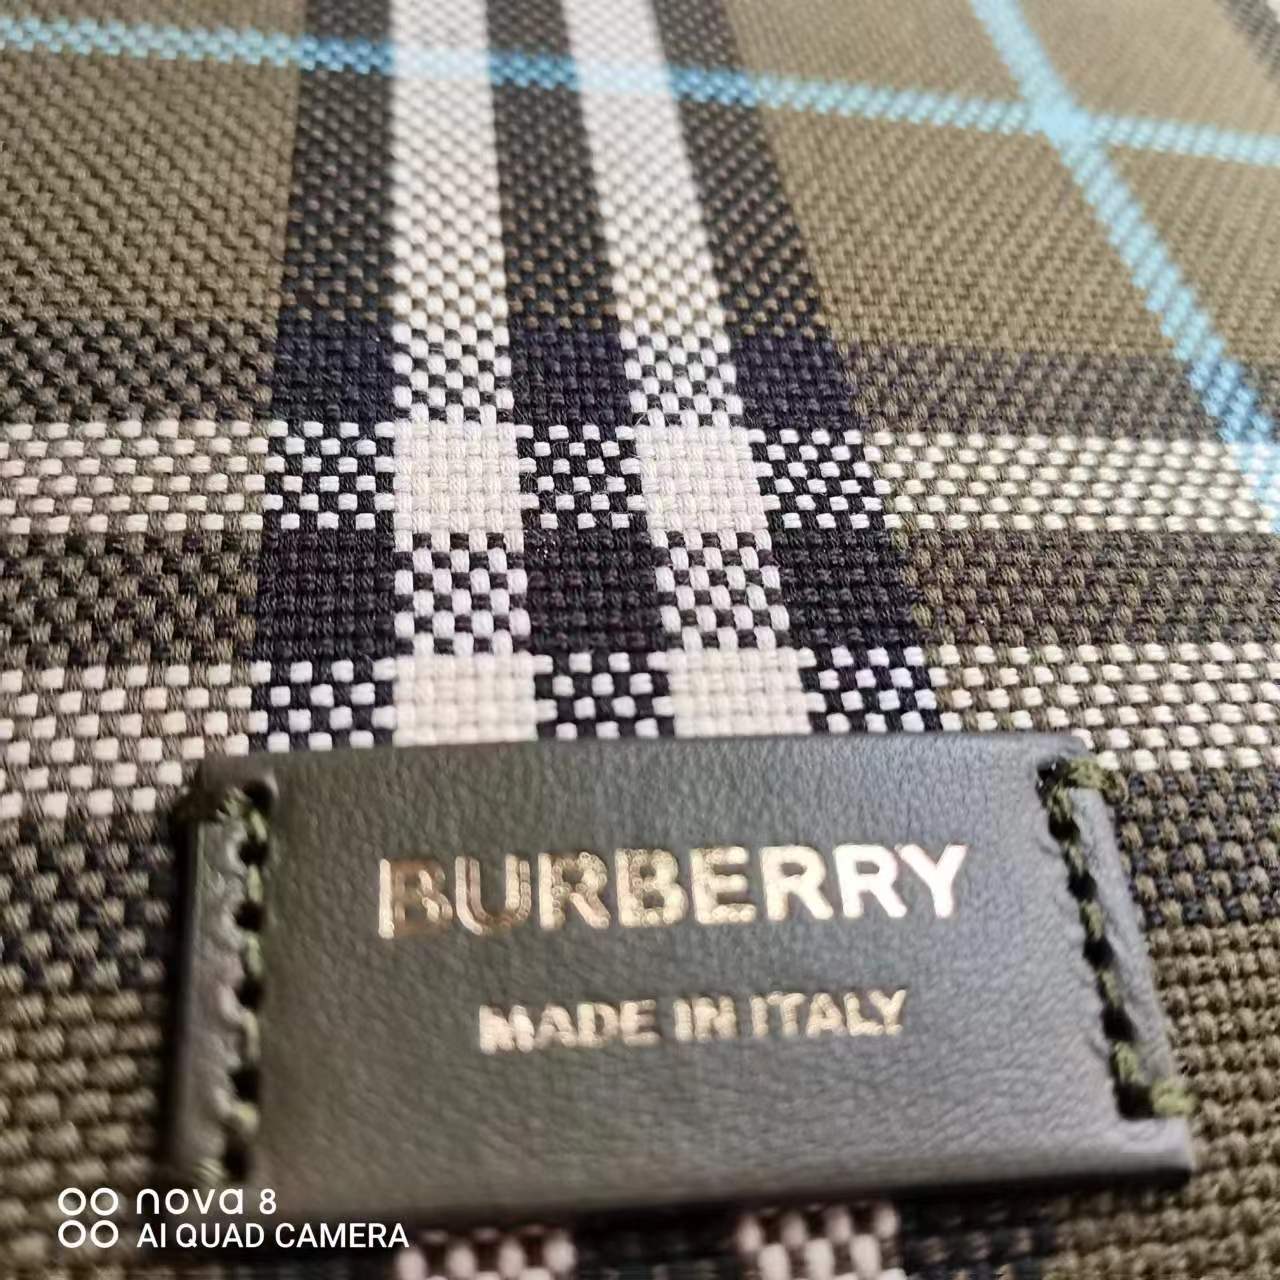 BURBERRY
MADE IN ITALY
nova 8
AI QUAD CAMERA